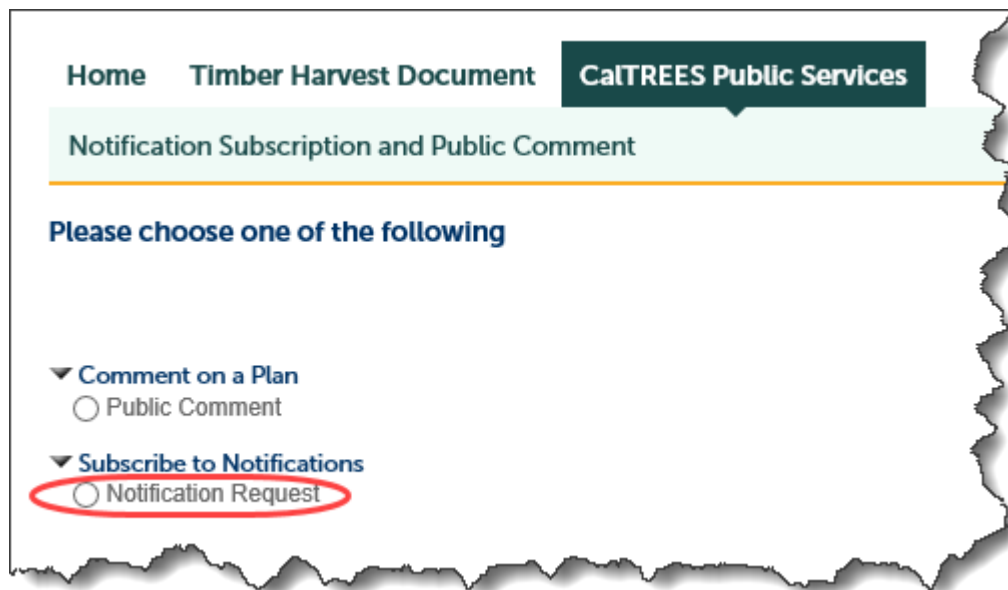 Home Timber Harvest Document CalTREES Public Services
Notification Subscription and Public Comment
Please choose one of the following
Comment on a Plan
Public Comment
Subscribe to Notifications
Notification Request